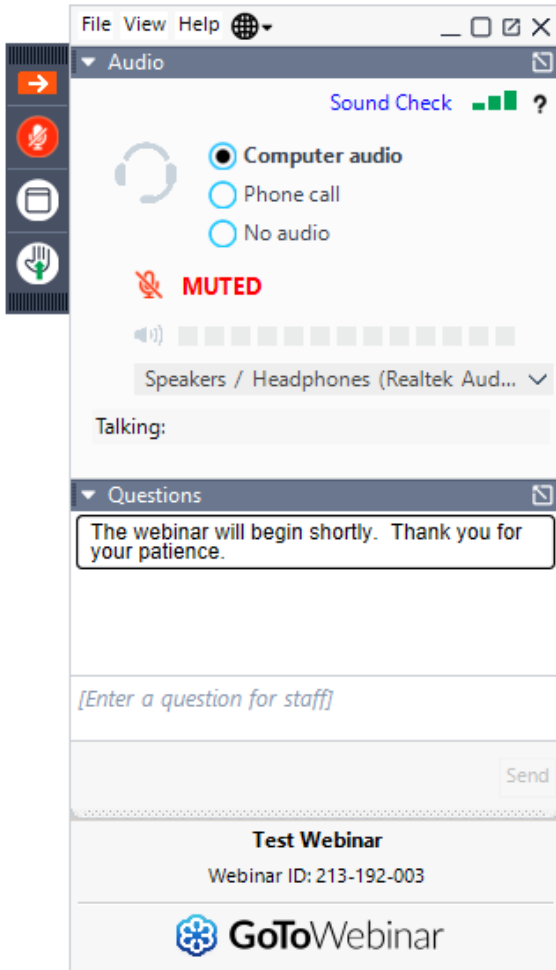 File View Help
Audio
Sound Check ?
Computer audio
Phone call
No audio
MUTED
Speakers / Headphones (Realtek Aud...
Talking:
Questions
The webinar will begin shortly. Thank you for
your patience.
[Enter a question for staff]
Send
Test Webinar
Webinar ID: 213-192-003
GoToWebinar